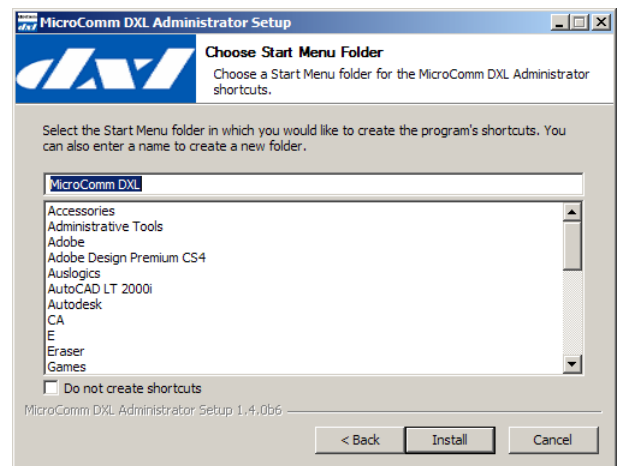 MicroComm DXL Administrator Setup
dxl
Choose Start Menu Folder
Choose a Start Menu folder for the MicroComm DXL Administrator
shortcuts.
Select the Start Menu folder in which you would like to create the program's shortcuts. You
can also enter a name to create a new folder.
MicroComm DXL
Accessories
Administrative Tools
Adobe
Adobe Design Premium CS4
Auslogics
AutoCAD LT 2000i
Autodesk
CA
E
Eraser
Games
Do not create shortcuts
MicroComm DXL Administrator Setup 1.4.0b6
< Back
Install
Cancel